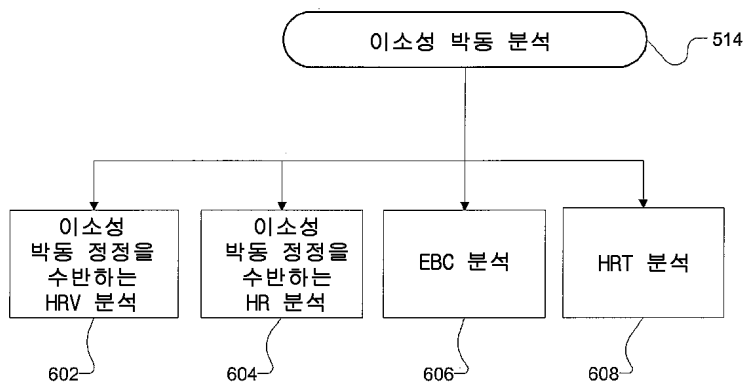 이소성 박동 분석
514
이소성
박동 정정을
수반하는
HRV 분석
이소성
박동 정정을
수반하는
HR 분석
EBC 분석
HRT 분석
602
604
606
608